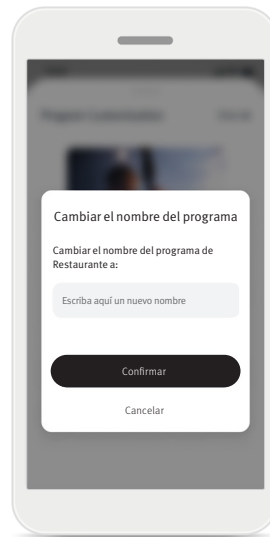 Cambiar el nombre del programa
Cambiar el nombre del programa de
Restaurante a:
Escriba aquí un nuevo nombre
Confirmar
Cancelar